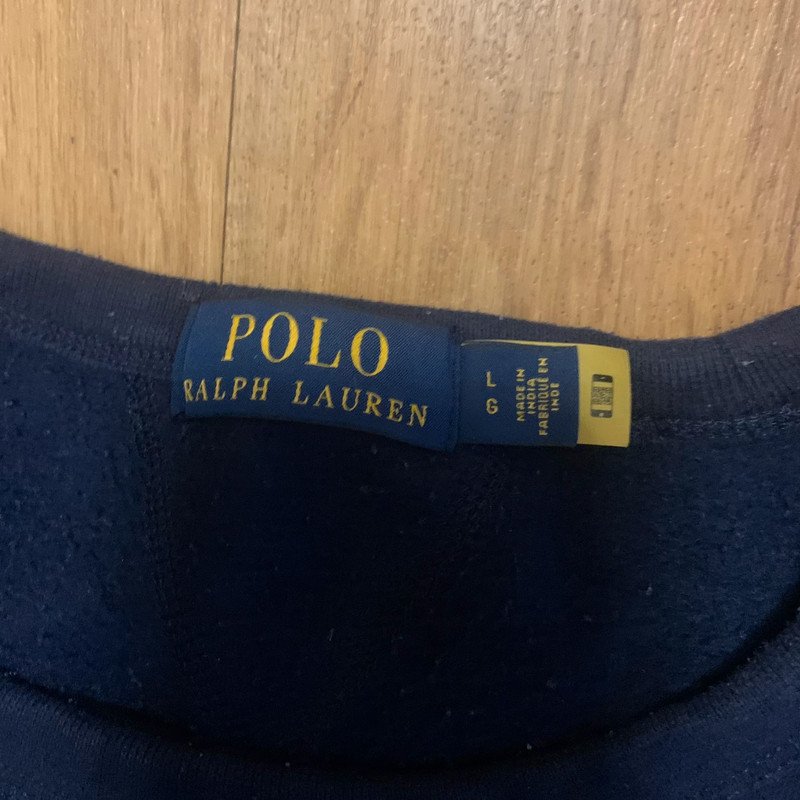 POLO
RALPH LAUREN
L
G
MADE IN
INDIA
FABRIQUÉ EN
INDE